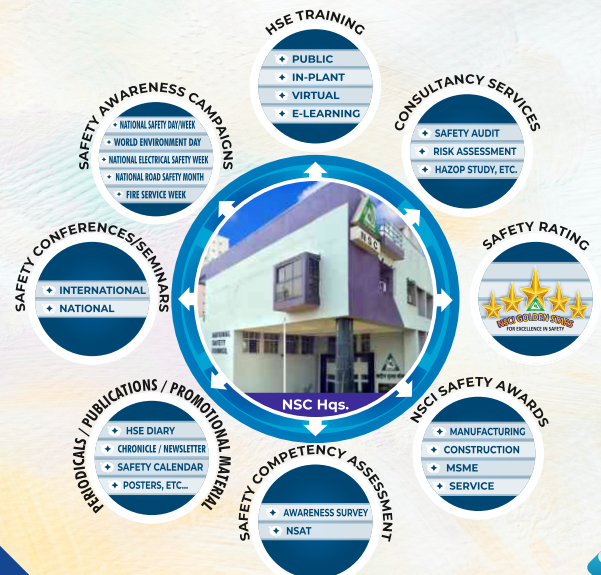 HSE TRAINING
PUBLIC
IN-PLANT
VIRTUAL
E-LEARNING
CONSULTANCY SERVICES
SAFETY AUDIT
RISK ASSESSMENT
HAZOP STUDY, ETC.
SAFETY RATING
NSCI GOLDEN STARS
FOR EXCELLENCE IN SAFETY
NSCI SAFETY AWARDS
MANUFACTURING
CONSTRUCTION
MSME
SERVICE
SAFETY COMPETENCY ASSESSMENT
AWARENESS SURVEY
NSAT
PERIODICALS / PUBLICATIONS / PROMOTIONAL MATERIAL
HSE DIARY
CHRONICLE / NEWSLETTER
SAFETY CALENDAR
POSTERS, ETC...
SAFETY CONFERENCES/SEMINARS
INTERNATIONAL
NATIONAL
SAFETY AWARENESS CAMPAIGNS
NATIONAL SAFETY DAY/WEEK
WORLD ENVIRONMENT DAY
NATIONAL ELECTRICAL SAFETY WEEK
NATIONAL ROAD SAFETY MONTH
FIRE SERVICE WEEK
NSC
NATIONAL
SAFETY
COUNCIL
NSC Hqs.